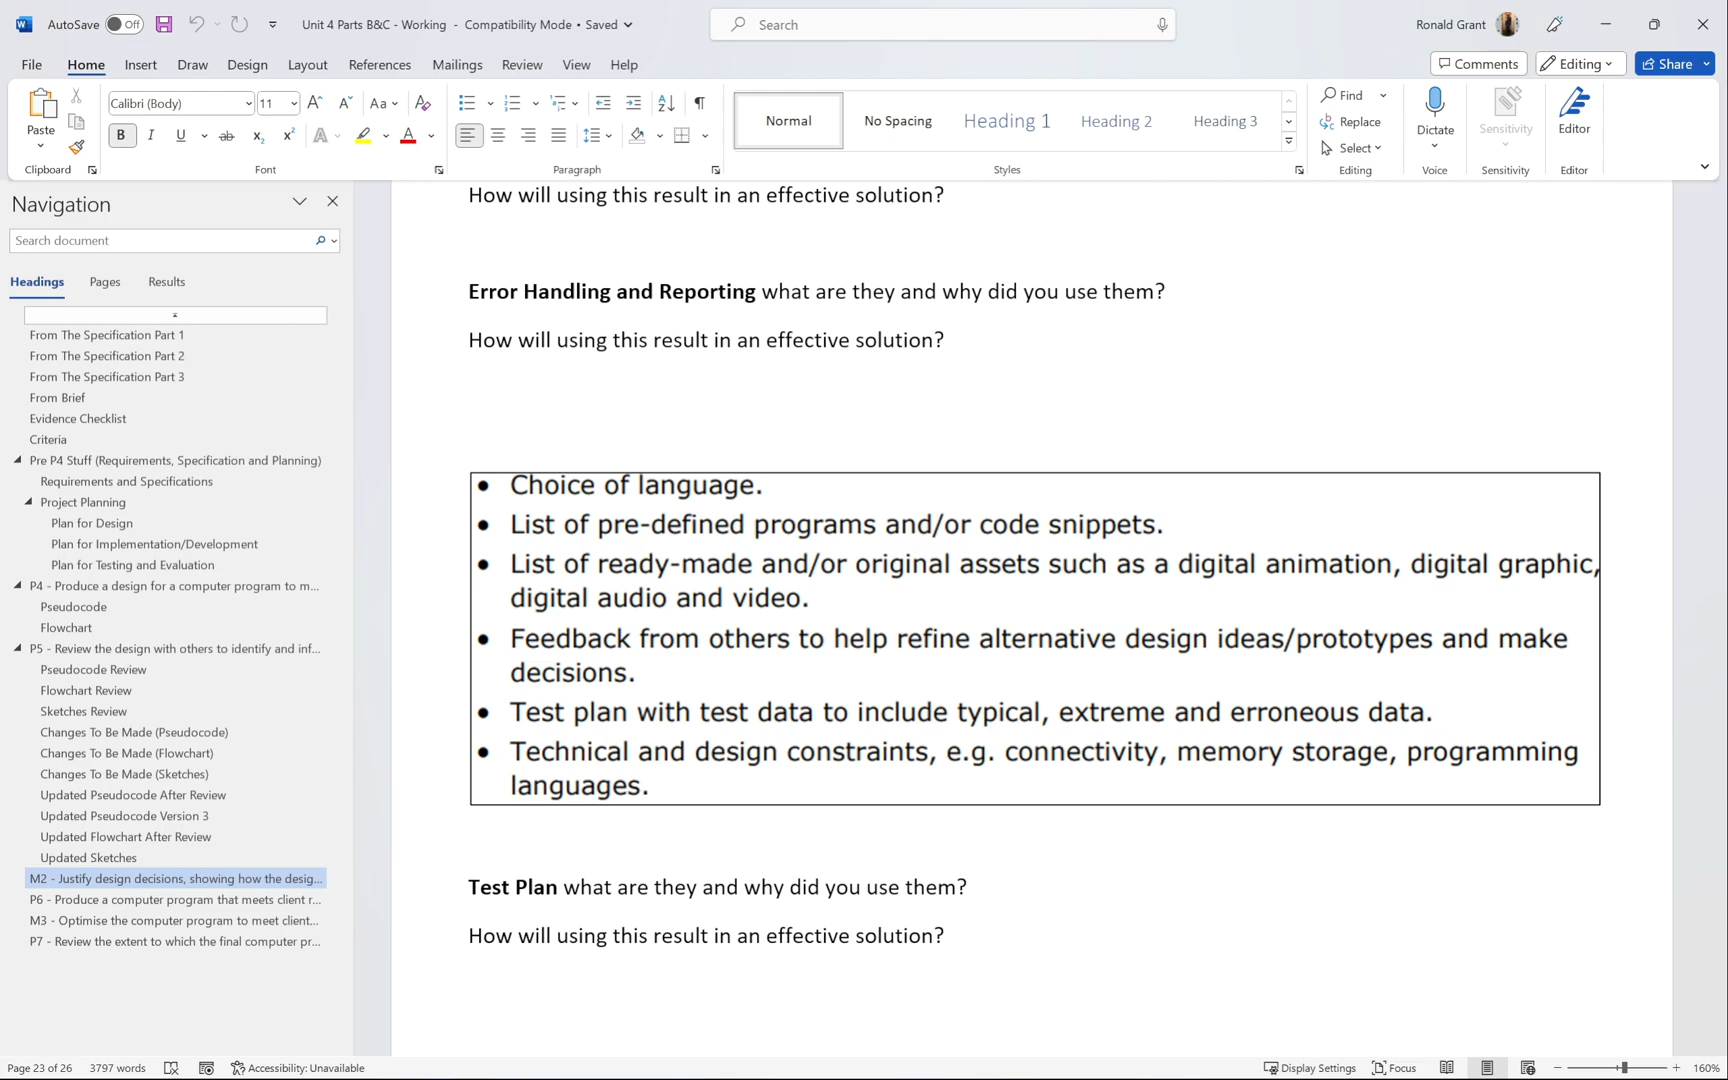 AutoSave Off
Unit 4 Parts B&C - Working - Compatibility Mode • Saved
Search
Ronald Grant
File Home Insert Draw Design Layout References Mailings Review View Help
Comments Editing Share
Paste
Clipboard
Calibri (Body) 11
Aa
B I U ab x₂ x² A A
Font
Paragraph
Normal No Spacing Heading 1 Heading 2 Heading 3
Styles
Find
Replace
Select
Editing
Dictate
Voice
Sensitivity
Sensitivity
Editor
Editor
Navigation
Search document
Headings Pages Results
From The Specification Part 1
From The Specification Part 2
From The Specification Part 3
From Brief
Evidence Checklist
Criteria
Pre P4 Stuff (Requirements, Specification and Planning)
Requirements and Specifications
Project Planning
Plan for Design
Plan for Implementation/Development
Plan for Testing and Evaluation
P4 - Produce a design for a computer program to m...
Pseudocode
Flowchart
P5 - Review the design with others to identify and inf...
Pseudocode Review
Flowchart Review
Sketches Review
Changes To Be Made (Pseudocode)
Changes To Be Made (Flowchart)
Changes To Be Made (Sketches)
Updated Pseudocode After Review
Updated Pseudocode Version 3
Updated Flowchart After Review
Updated Sketches
M2 - Justify design decisions, showing how the desig...
P6 - Produce a computer program that meets client r...
M3 - Optimise the computer program to meet client...
P7 - Review the extent to which the final computer pr...
How will using this result in an effective solution?
Error Handling and Reporting what are they and why did you use them?
How will using this result in an effective solution?
• Choice of language.
• List of pre-defined programs and/or code snippets.
• List of ready-made and/or original assets such as a digital animation, digital graphic,
digital audio and video.
• Feedback from others to help refine alternative design ideas/prototypes and make
decisions.
• Test plan with test data to include typical, extreme and erroneous data.
• Technical and design constraints, e.g. connectivity, memory storage, programming
languages.
Test Plan what are they and why did you use them?
How will using this result in an effective solution?
Page 23 of 26 3797 words Accessibility: Unavailable
Display Settings Focus 160%